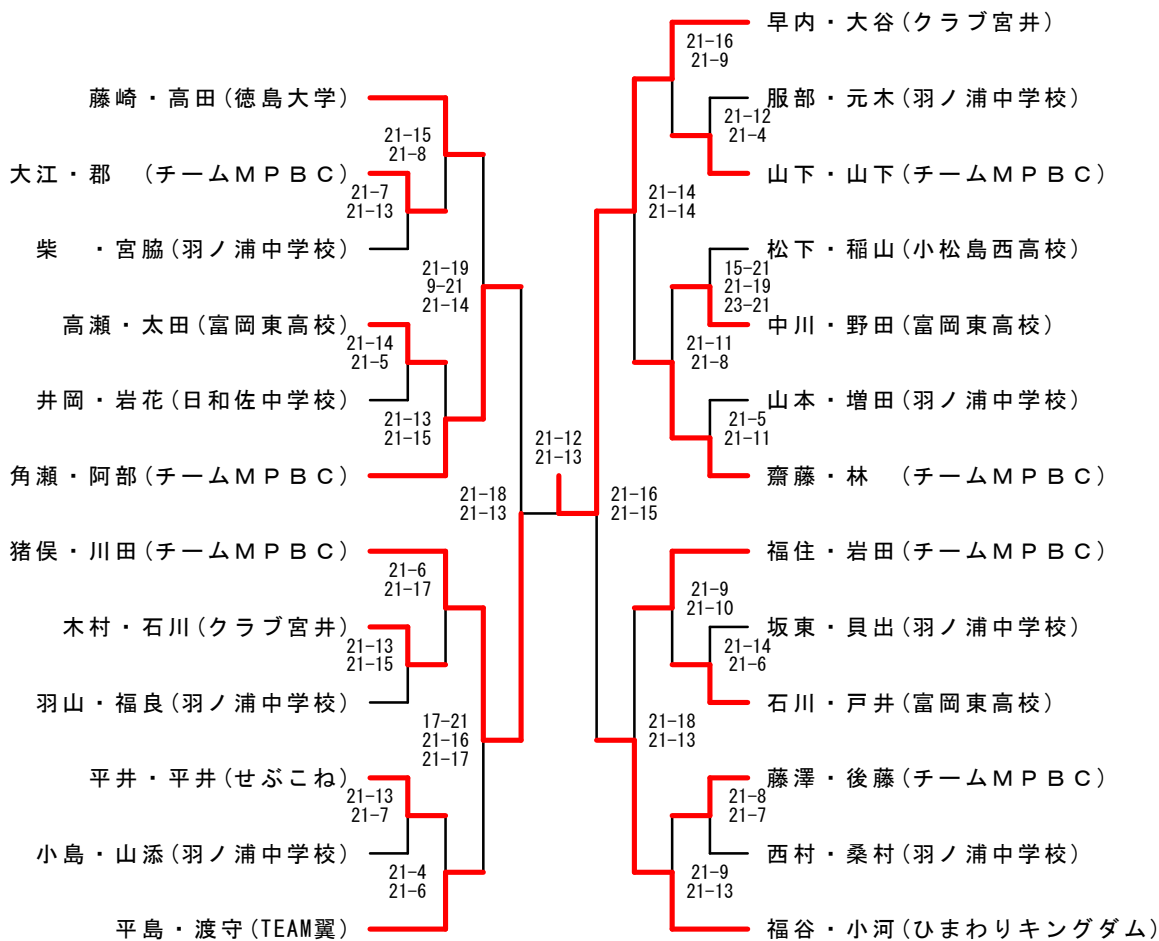 藤崎・高田(徳島大学)
21-15
21-8
大江・郡　(チームＭＰＢＣ)
21-7
21-13
柴　・宮脇(羽ノ浦中学校)
21-19
9-21
21-14
高瀬・太田(富岡東高校)
21-14
21-5
井岡・岩花(日和佐中学校)
21-13
21-15
角瀬・阿部(チームＭＰＢＣ)
21-18
21-13
猪俣・川田(チームＭＰＢＣ)
21-6
21-17
木村・石川(クラブ宮井)
21-13
21-15
羽山・福良(羽ノ浦中学校)
17-21
21-16
21-17
平井・平井(せぶこね)
21-13
21-7
小島・山添(羽ノ浦中学校)
21-4
21-6
平島・渡守(TEAM翼)
21-12
21-13
早内・大谷(クラブ宮井)
21-16
21-9
服部・元木(羽ノ浦中学校)
21-12
21-4
山下・山下(チームＭＰＢＣ)
21-14
21-14
松下・稲山(小松島西高校)
15-21
21-19
23-21
中川・野田(富岡東高校)
21-11
21-8
山本・増田(羽ノ浦中学校)
21-5
21-11
齋藤・林　(チームＭＰＢＣ)
21-16
21-15
福住・岩田(チームＭＰＢＣ)
21-9
21-10
坂東・貝出(羽ノ浦中学校)
21-14
21-6
石川・戸井(富岡東高校)
21-18
21-13
藤澤・後藤(チームＭＰＢＣ)
21-8
21-7
西村・桑村(羽ノ浦中学校)
21-9
21-13
福谷・小河(ひまわりキングダム)